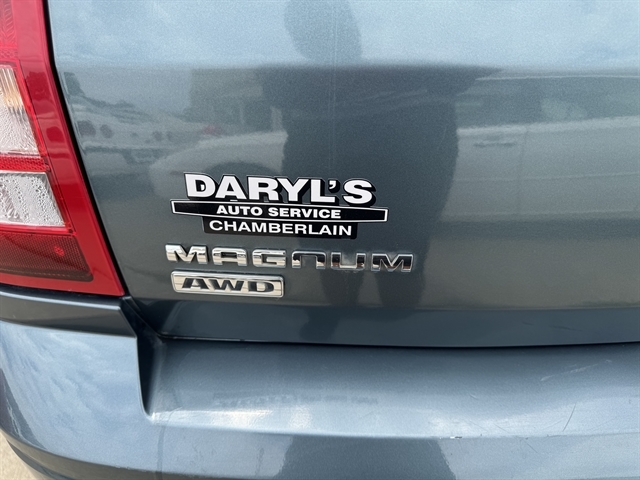 DARYL'S
AUTO SERVICE
CHAMBERLAIN
MAGNUM
AWD